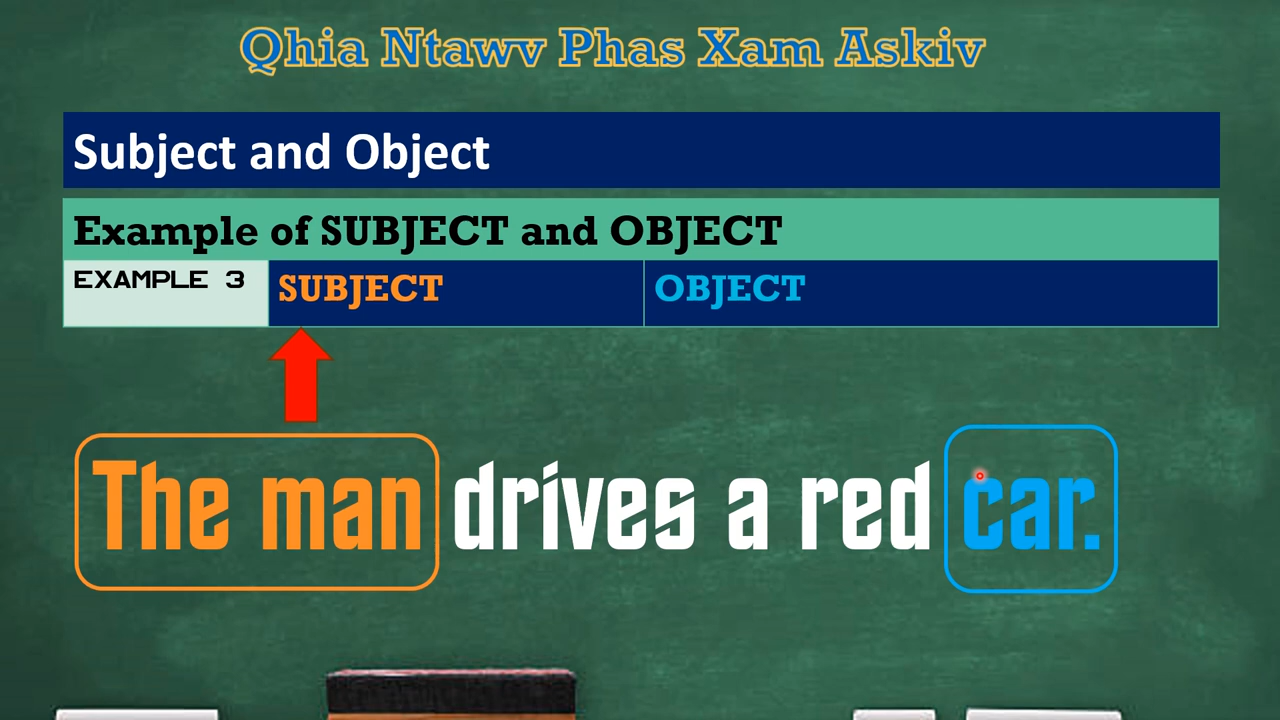 Qhia Ntawv Phas Xam Askiv
Subject and Object
Example of SUBJECT and OBJECT
EXAMPLE 3 SUBJECT OBJECT
The man drives a red car.